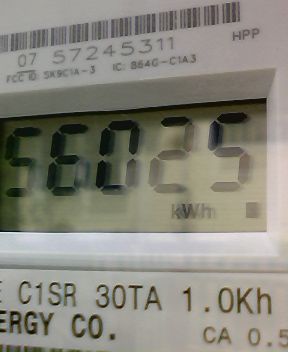 07 57245311 HPP
FCC ID: SK9C1A-3 IC: 864G-C1A3
56025
kWh
E C1SR 30TA 1.0Kh
ERGY CO. CA 0.5